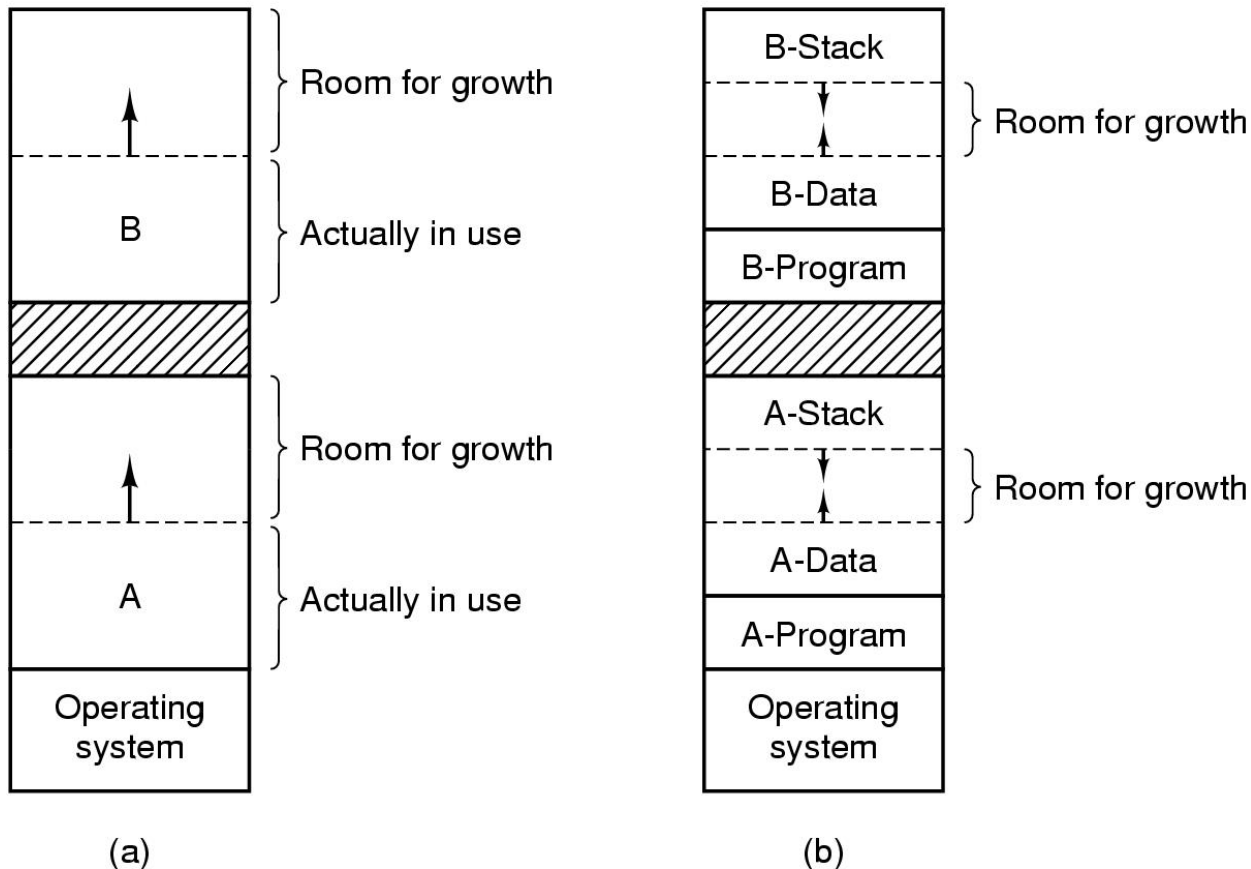 Room for growth
B
Actually in use
Room for growth
A
Actually in use
Operating
system
(a)
B-Stack
Room for growth
B-Data
B-Program
A-Stack
Room for growth
A-Data
A-Program
Operating
system
(b)